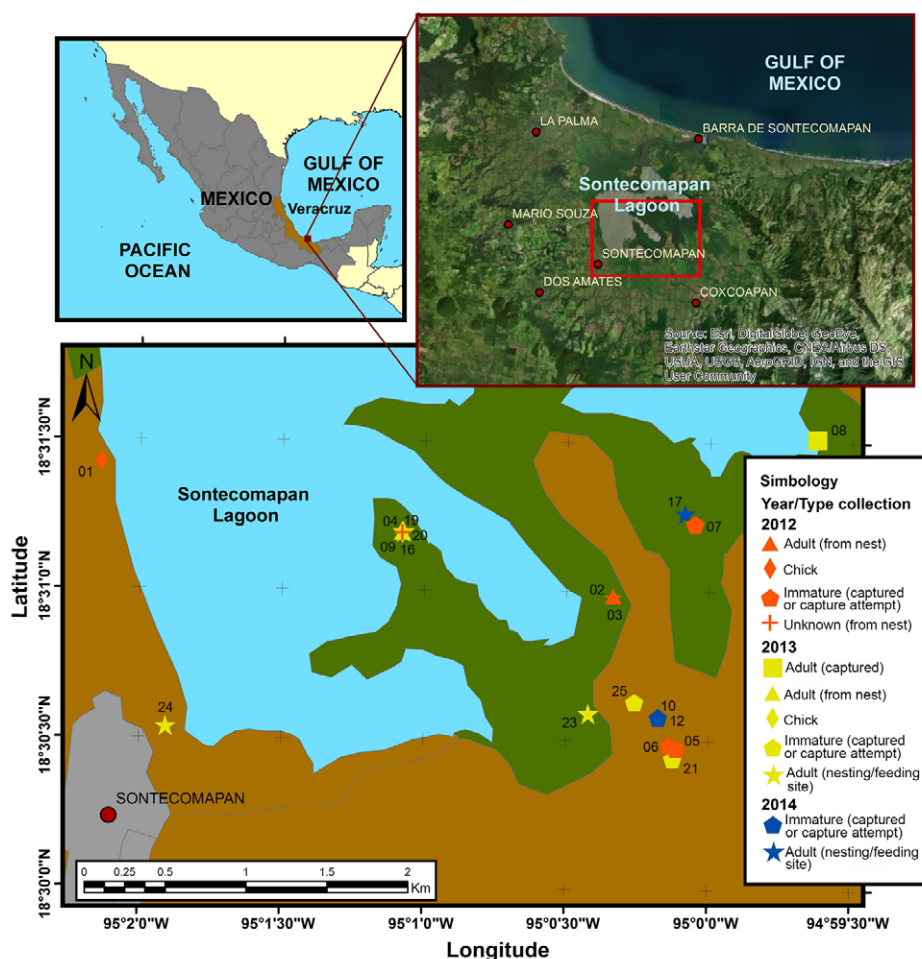 GULF OF
MEXICO
MEXICO
Veracruz
PACIFIC
OCEAN
GULF OF
MEXICO
LA PALMA
BARRA DE SONTECOMAPAN
Sontecomapan
Lagoon
MARIO SOUZA
SONTECOMAPAN
DOS AMATES
COXCOAPAN
Source: Esri, DigitalGlobe, GeoEye,
Earthstar Geographics, CNES/Airbus DS,
USDA, USGS, AeroGRID, IGN, and the GIS
User Community
N
08
01
Sontecomapan
Lagoon
17
07
04 19
20
09 16
02
03
25
10
12
24
23
06 05
21
SONTECOMAPAN
0 0.25 0.5 1 1.5 2
Km
18°31'30"N
18°31'0"N
18°30'30"N
18°30'0"N
Latitude
95°2'0"W 95°1'30"W 95°1'0"W 95°0'30"W 95°0'0"W 94°59'30"W
Longitude
Simbology
Year/Type collection
2012
Adult (from nest)
Chick
Immature (captured
or capture attempt)
Unknown (from nest)
2013
Adult (captured)
Adult (from nest)
Chick
Immature (captured
or capture attempt)
Adult (nesting/feeding
site)
2014
Immature (captured
or capture attempt)
Adult (nesting/feeding
site)